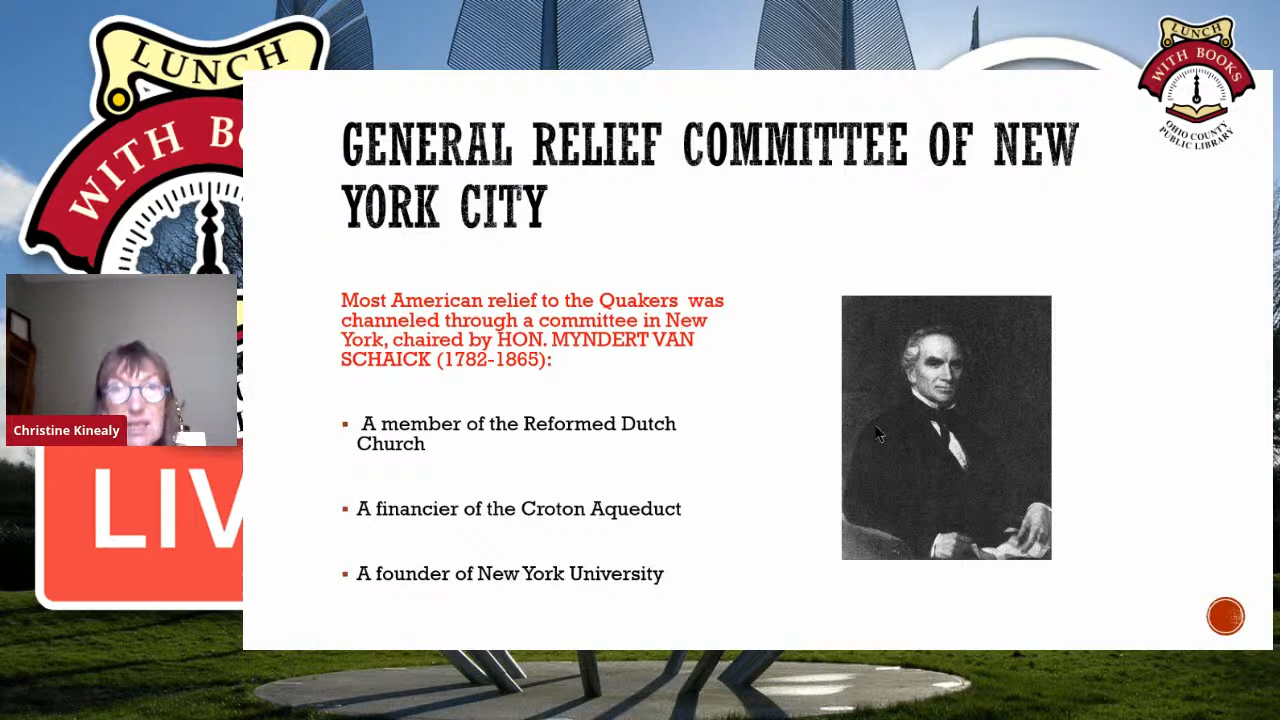 LUNCH
WITH B
LIV
Christine Kinealy
GENERAL RELIEF COMMITTEE OF NEW
YORK CITY
Most American relief to the Quakers was
channeled through a committee in New
York, chaired by HON. MYNDERT VAN
SCHAICK (1782-1865):
▪ A member of the Reformed Dutch
Church
▪ A financier of the Croton Aqueduct
▪ A founder of New York University
LUNCH
WITH BOOKS
OHIO COUNTY
PUBLIC LIBRARY